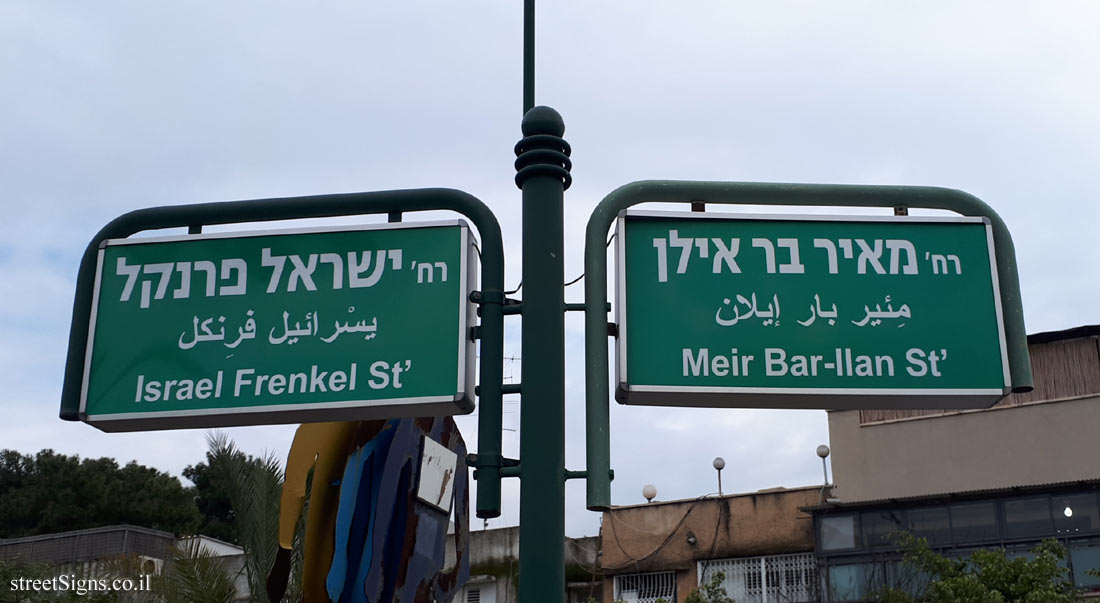 רח' ישראל פרנקל
يسْرائيل فرِنكل
Israel Frenkel St'
רח' מאיר בר אילן
مِئير بار إيلان
Meir Bar-Ilan St'
streetSigns.co.il